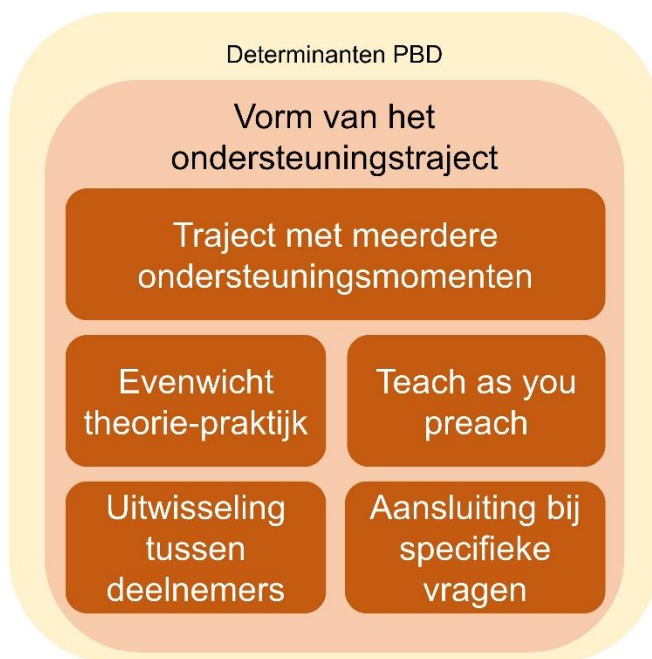 Determinanten PBD
Vorm van het
ondersteuningstraject
Traject met meerdere
ondersteuningsmomenten
Evenwicht
theorie-praktijk
Teach as you
preach
Uitwisseling
tussen
deelnemers
Aansluiting bij
specifieke
vragen